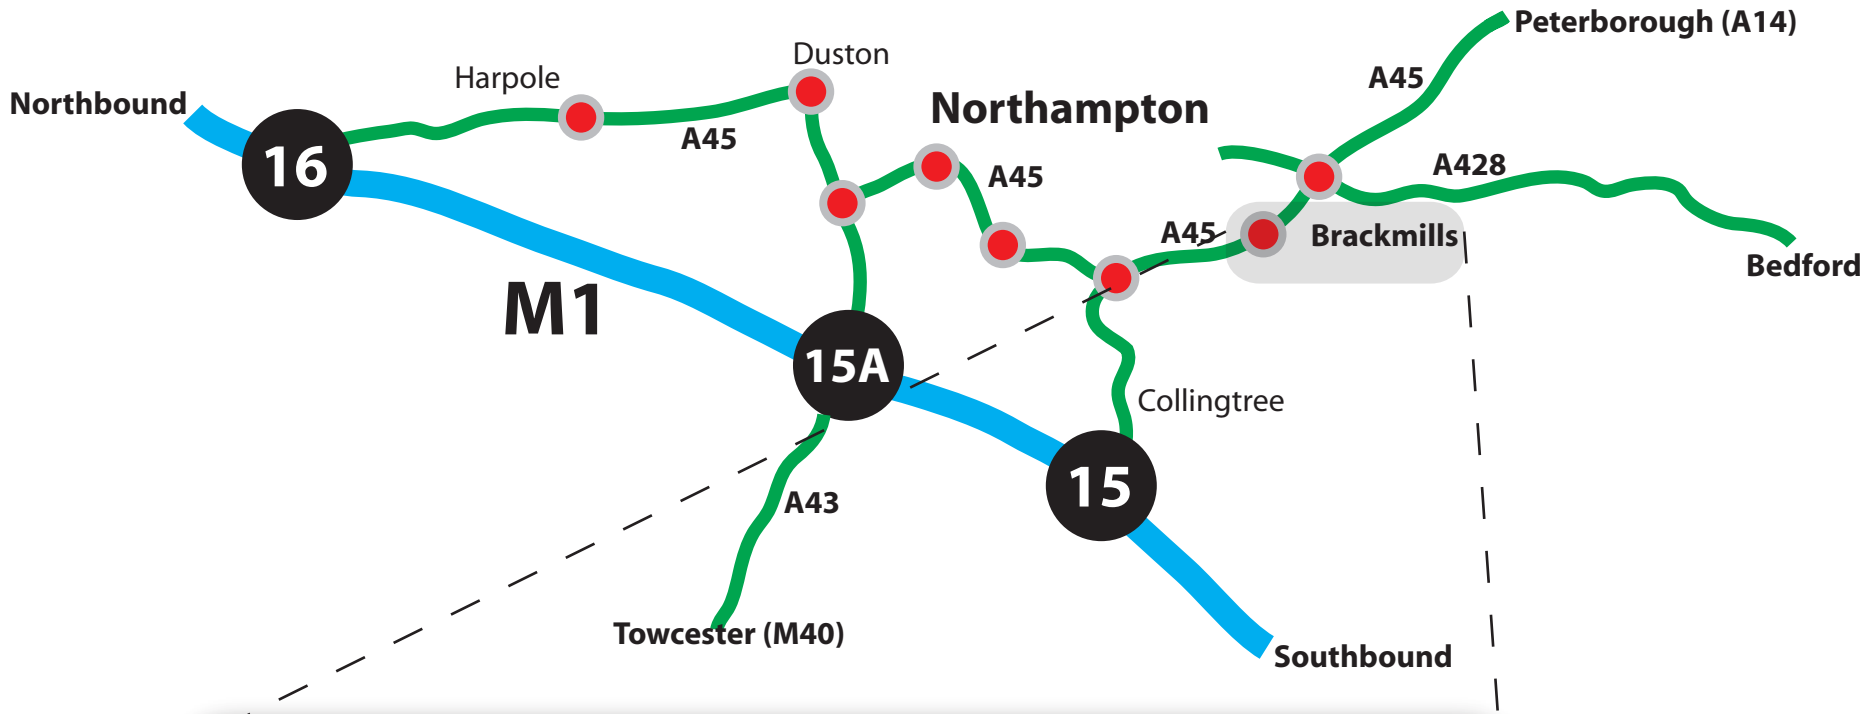 Peterborough (A14)
Duston
Harpole
A45
Northbound
Northampton
A45
16
A428
A45
A45
Brackmills
Bedford
M1
15A
Collingtree
15
A43
Towcester (M40)
Southbound